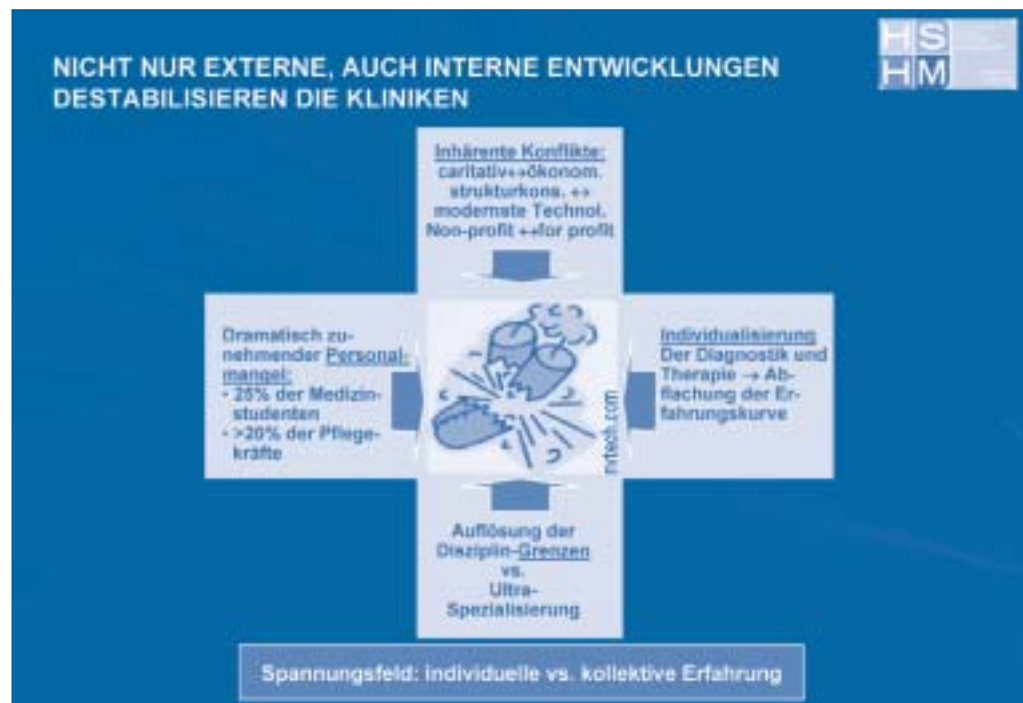 HS
HM
NICHT NUR EXTERNE, AUCH INTERNE ENTWICKLUNGEN
DESTABILISIEREN DIE KLINIKEN
Inhärente Konflikte:
caritativ↔ökonom.
strukturkons. ↔
modernste Technol.
Non-profit ↔for profit
Dramatisch zu-
nehmender Personal-
mangel:
• 25% der Medizin-
studenten
• >20% der Pflege-
kräfte
nvtech.com
Individualisierung
Der Diagnostik und
Therapie → Ab-
flachung der Er-
fahrungskurve
Auflösung der
Disziplin-Grenzen
vs.
Ultra-
Spezialisierung
Spannungsfeld: individuelle vs. kollektive Erfahrung